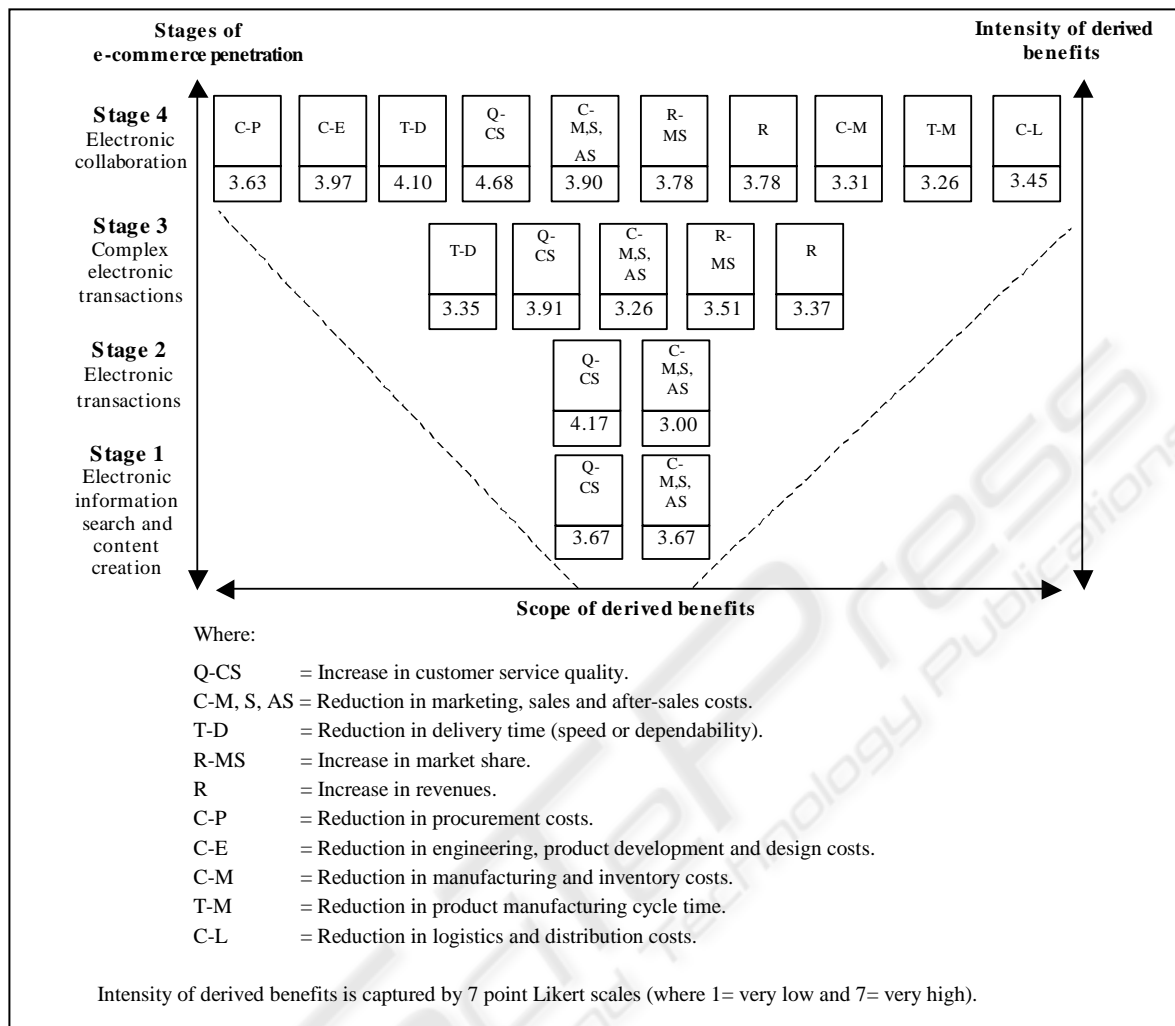 Stages of
e-commerce penetration
Intensity of derived
benefits
Stage 4
Electronic
collaboration
C-P
3.63
C-E
3.97
T-D
4.10
Q-
CS
4.68
C-
M,S,
AS
3.90
R-
MS
3.78
R
3.78
C-M
3.31
T-M
3.26
C-L
3.45
Stage 3
Complex
electronic
transactions
T-D
3.35
Q-
CS
3.91
C-
M,S,
AS
3.26
R-
MS
3.51
R
3.37
Stage 2
Electronic
transactions
Q-
CS
4.17
C-
M,S,
AS
3.00
Stage 1
Electronic
information
search and
content
creation
Q-
CS
3.67
C-
M,S,
AS
3.67
Scope of derived benefits
Where:
Q-CS = Increase in customer service quality.
C-M, S, AS = Reduction in marketing, sales and after-sales costs.
T-D = Reduction in delivery time (speed or dependability).
R-MS = Increase in market share.
R = Increase in revenues.
C-P = Reduction in procurement costs.
C-E = Reduction in engineering, product development and design costs.
C-M = Reduction in manufacturing and inventory costs.
T-M = Reduction in product manufacturing cycle time.
C-L = Reduction in logistics and distribution costs.
Intensity of derived benefits is captured by 7 point Likert scales (where 1= very low and 7= very high).
Press
Technology Publications